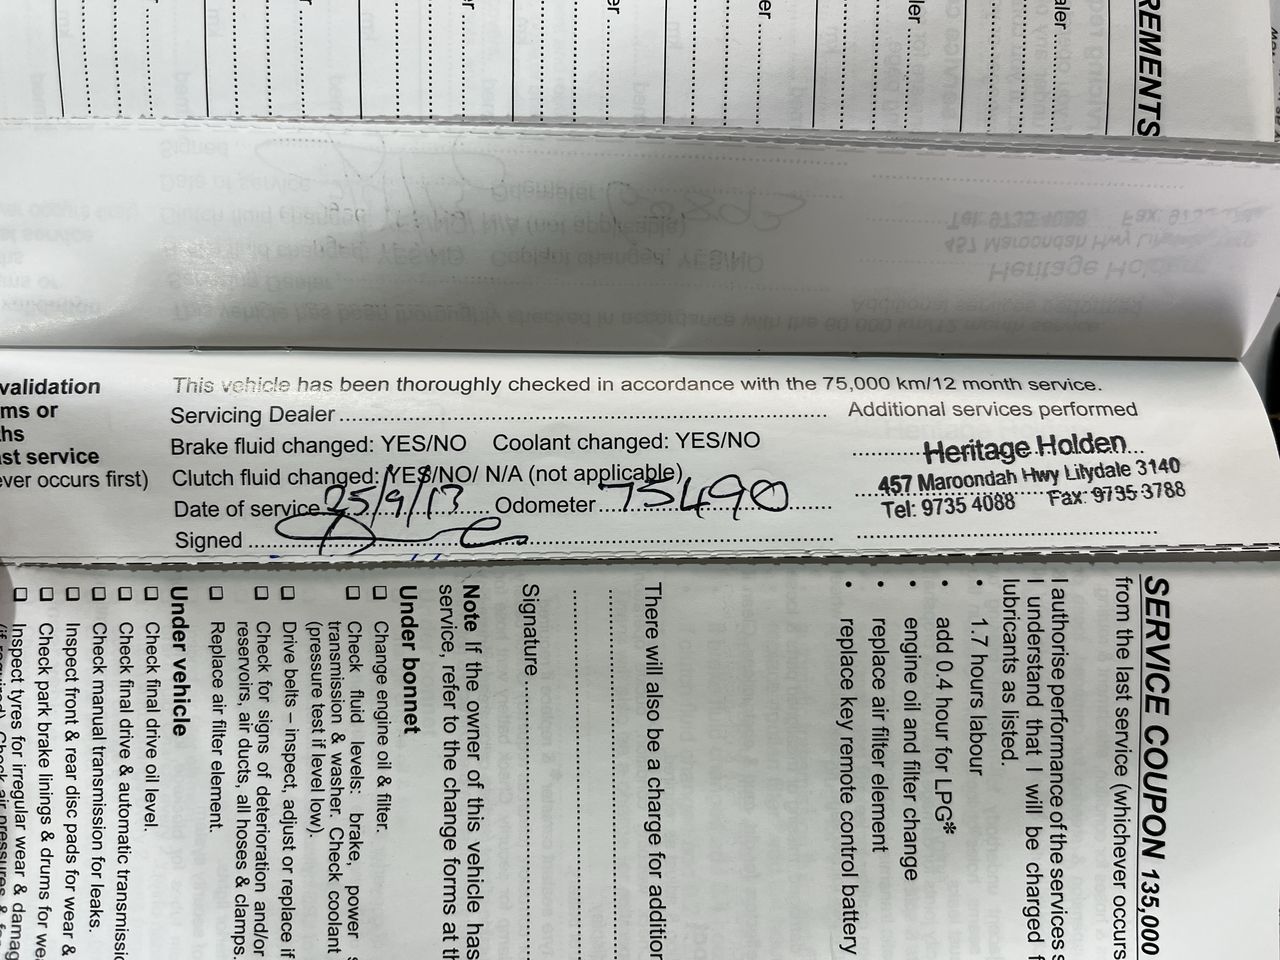 REMENTS
validation
ms or
ths
st service
ver occurs first)
This vehicle has been thoroughly checked in accordance with the 75,000 km/12 month service.
Servicing Dealer
Brake fluid changed: YES/NO Coolant changed: YES/NO
Clutch fluid changed: YES/NO/ N/A (not applicable)
Date of service 25/9/13 Odometer 75490
Signed
Additional services performed
Heritage Holden
457 Maroondah Hwy Lilydale 3140
Tel: 9735 4088 Fax: 9735 3788
SERVICE COUPON 135,000
from the last service (whichever occurs
I authorise performance of the services
I understand that I will be charged f
lubricants as listed.
• 1.7 hours labour
• add 0.4 hour for LPG*
• engine oil and filter change
• replace air filter element
• replace key remote control battery
There will also be a charge for addition
Signature
Note If the owner of this vehicle has
service, refer to the change forms at th
Under bonnet
❑ Change engine oil & filter.
❑ Check fluid levels: brake, power s
transmission & washer. Check coolant
(pressure test if level low).
❑ Drive belts – inspect, adjust or replace if
❑ Check for signs of deterioration and/or
reservoirs, air ducts, all hoses & clamps.
❑ Replace air filter element.
Under vehicle
❑ Check final drive oil level.
❑ Check final drive & automatic transmissi
❑ Check manual transmission for leaks.
❑ Inspect front & rear disc pads for wear &
❑ Check park brake linings & drums for we
❑ Inspect tyres for irregular wear & damag